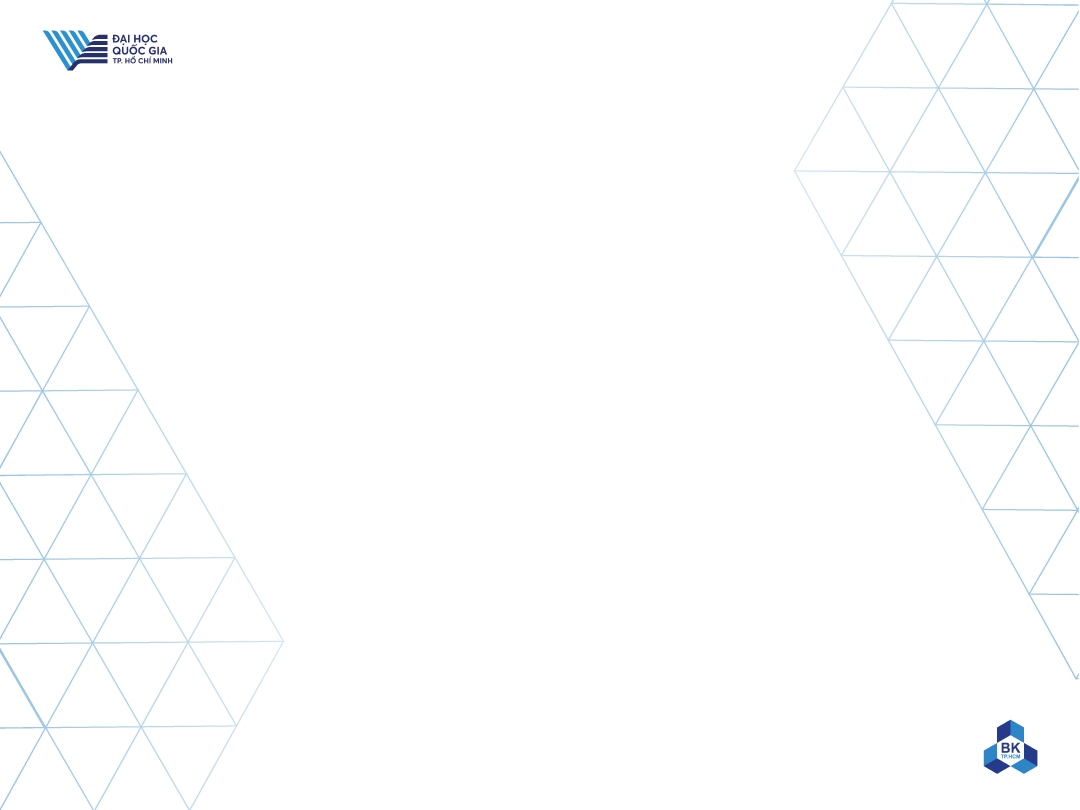 ĐẠI HỌC
QUỐC GIA
TP. HỒ CHÍ MINH
BK
TP.HCM